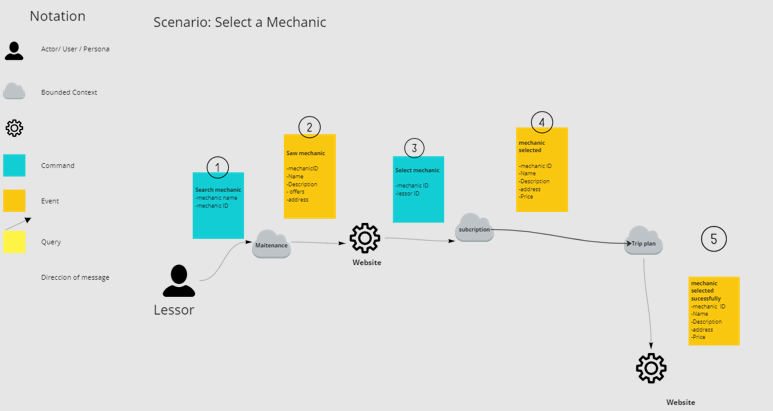 Notation
Actor/ User / Persona
Bounded Context
Command
Event
Query
Direccion of message
Scenario: Select a Mechanic
1
Search mechanic
-mechanic name
-mechanic ID
2
Saw mechanic
-mechanicID
-Name
-Description
- offers
-address
3
Select mechanic
-mechanic ID
-lessor ID
4
mechanic
selected
-mechanic ID
-Name
-Description
-address
-Price
5
mechanic
selected
sucessfully
-mechanic ID
-Name
-Description
-address
-Price
Lessor
Maitenance
Website
subcription
Trip plan
Website